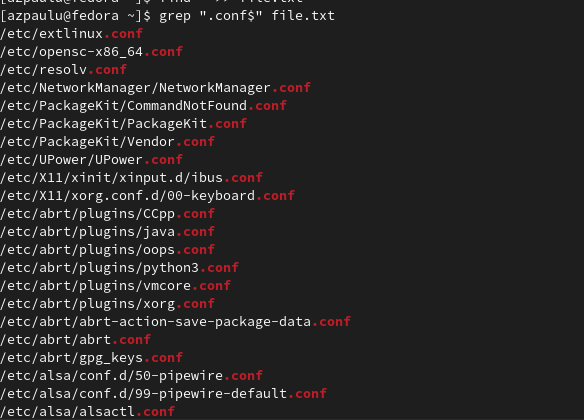 [azpaulu@fedora ~]$ grep ".conf$" file.txt
/etc/extlinux.conf
/etc/opensc-x86_64.conf
/etc/resolv.conf
/etc/NetworkManager/NetworkManager.conf
/etc/PackageKit/CommandNotFound.conf
/etc/PackageKit/PackageKit.conf
/etc/PackageKit/Vendor.conf
/etc/UPower/UPower.conf
/etc/X11/xinit/xinput.d/ibus.conf
/etc/X11/xorg.conf.d/00-keyboard.conf
/etc/abrt/plugins/CCpp.conf
/etc/abrt/plugins/java.conf
/etc/abrt/plugins/oops.conf
/etc/abrt/plugins/python3.conf
/etc/abrt/plugins/vmcore.conf
/etc/abrt/plugins/xorg.conf
/etc/abrt/abrt-action-save-package-data.conf
/etc/abrt/abrt.conf
/etc/abrt/gpg_keys.conf
/etc/alsa/conf.d/50-pipewire.conf
/etc/alsa/conf.d/99-pipewire-default.conf
/etc/alsa/alsactl.conf